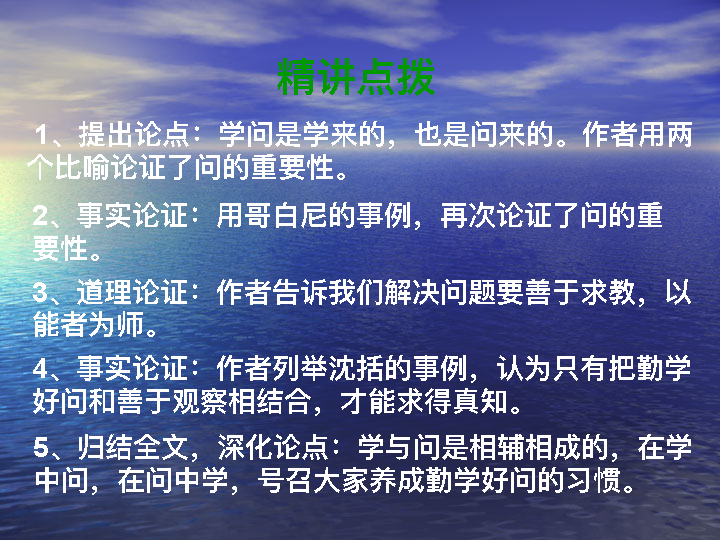 精讲点拨
1、提出论点：学问是学来的，也是问来的。作者用两
个比喻论证了问的重要性。
2、事实论证：用哥白尼的事例，再次论证了问的重
要性。
3、道理论证：作者告诉我们解决问题要善于求教，以
能者为师。
4、事实论证：作者列举沈括的事例，认为只有把勤学
好问和善于观察相结合，才能求得真知。
5、归结全文，深化论点：学与问是相辅相成的，在学
中问，在问中学，号召大家养成勤学好问的习惯。